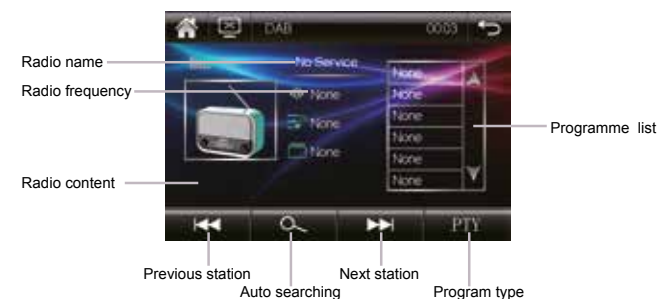 DAB 00:03
Radio name
No Service
None
Radio frequency
None
None
None
None
Programme list
None
None
None
Radio content
None
PTY
Previous station
Next station
Auto searching
Program type